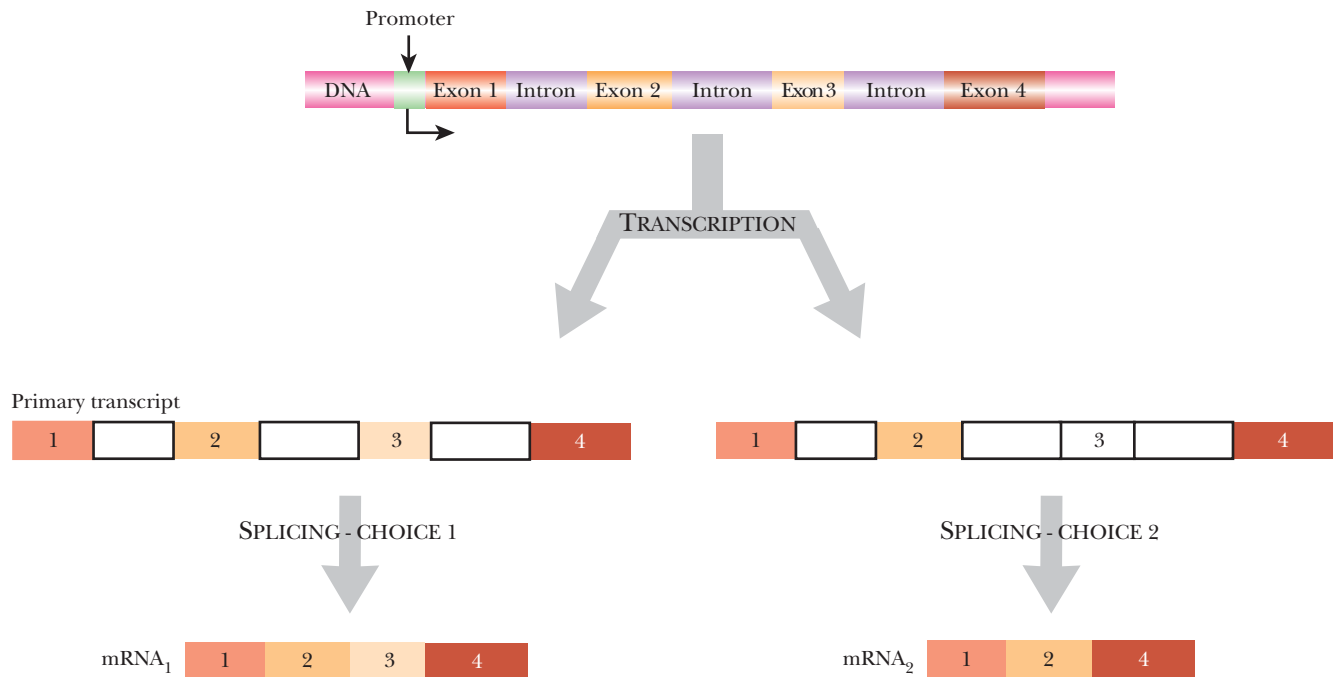 Promoter
DNA Exon 1 Intron Exon 2 Intron Exon 3 Intron Exon 4
TRANSCRIPTION
Primary transcript
1 2 3 4
1 2 3 4
SPLICING - CHOICE 1
SPLICING - CHOICE 2
mRNA1 1 2 3 4
mRNA2 1 2 4